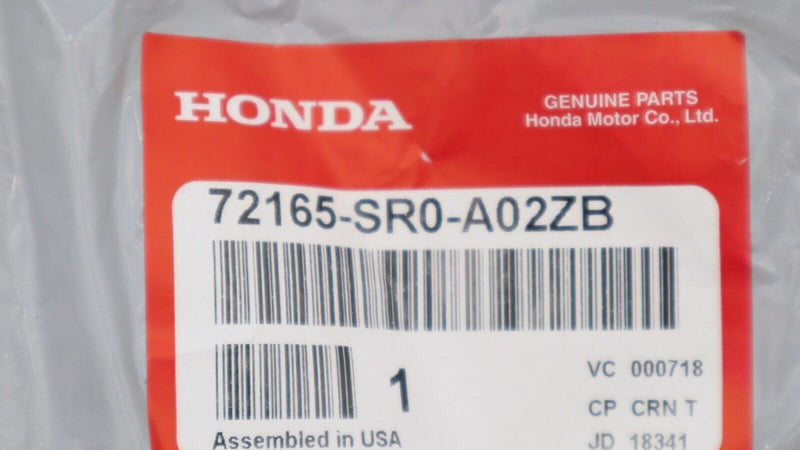 HONDA
GENUINE PARTS
Honda Motor Co., Ltd.
72165-SR0-A02ZB
1
VC 000718
CP CRN T
Assembled in USA
JD 18341